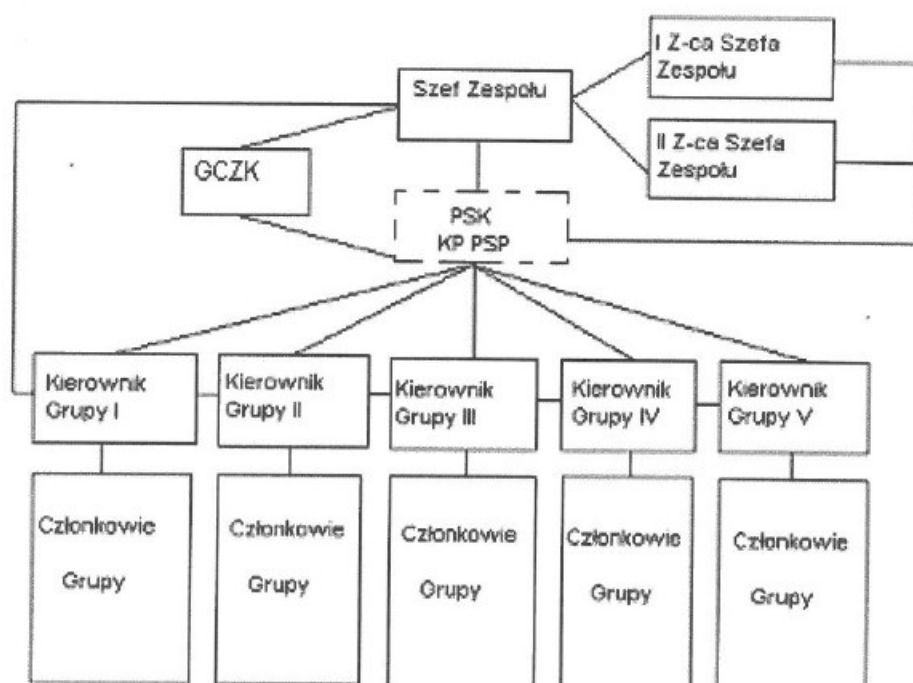 I Z-ca Szefa
Zespołu
Szef Zespołu
II Z-ca Szefa
Zespołu
GCZK
PSK
KP PSP
Kierownik
Grupy I
Kierownik
Grupy II
Kierownik
Grupy III
Kierownik
Grupy IV
Kierownik
Grupy V
Członkowie
Grupy
Członkowie
Grupy
Członkowie
Grupy
Członkowie
Grupy
Członkowie
Grupy